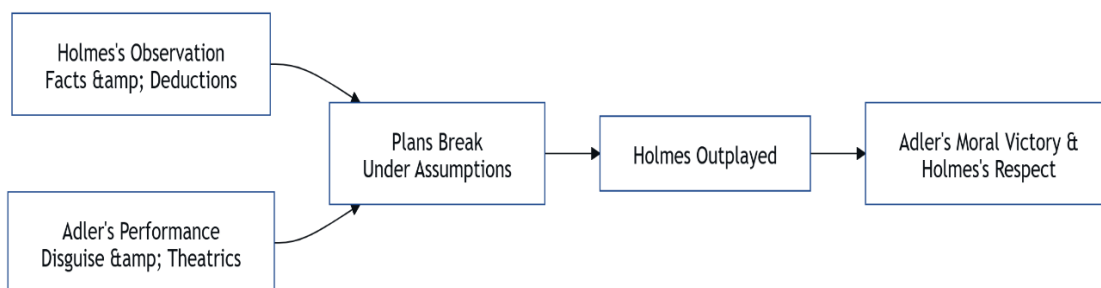 Holmes's Observation
Facts &amp; Deductions
Adler's Performance
Disguise &amp; Theatrics
Plans Break
Under Assumptions
Holmes Outplayed
Adler's Moral Victory &
Holmes's Respect